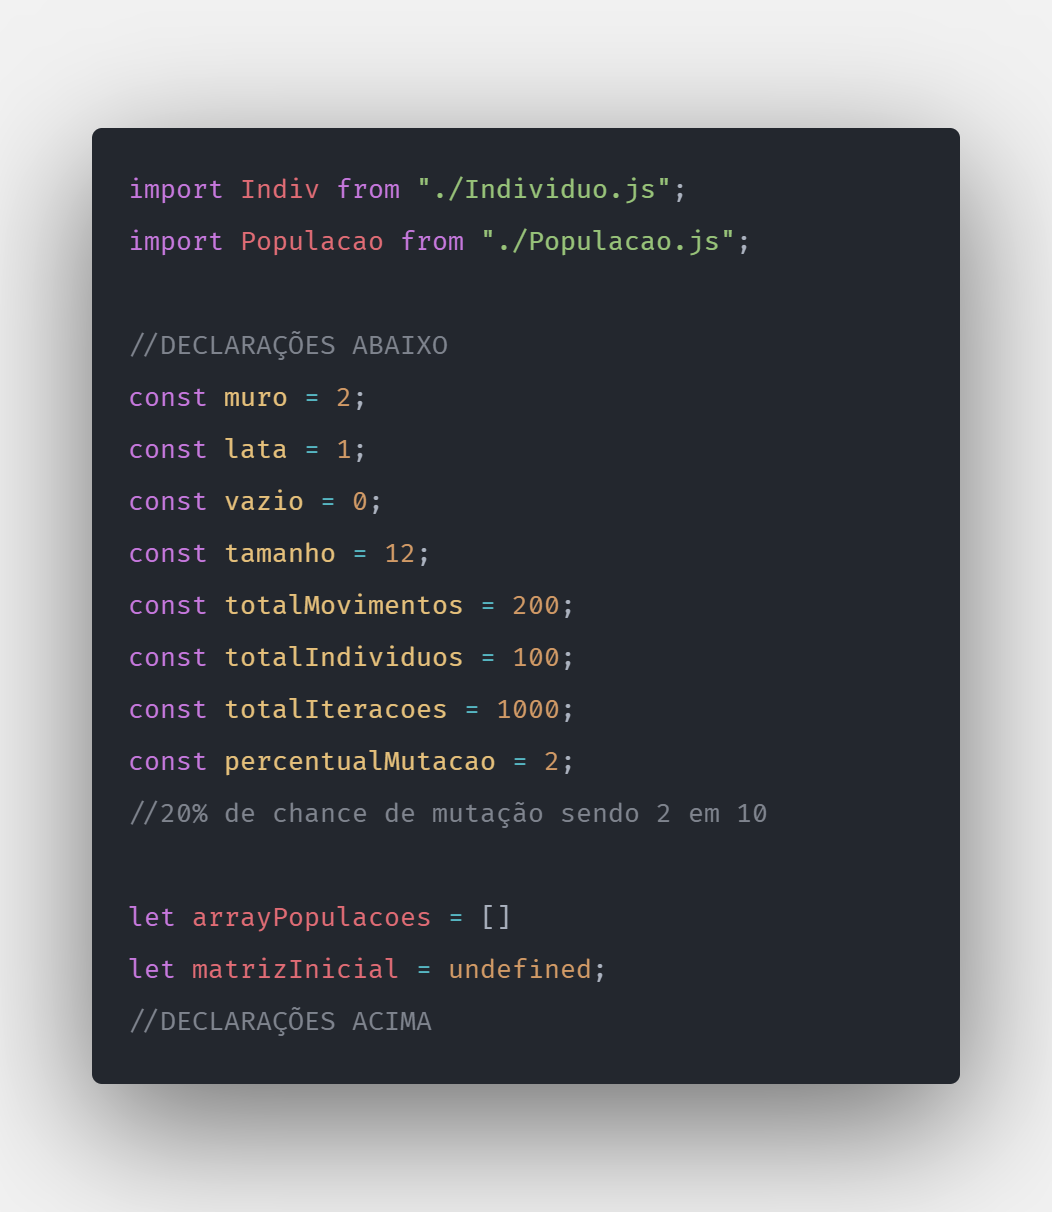 import Indiv from "./Individuo.js";
import Populacao from "./Populacao.js";
//DECLARAÇÕES ABAIXO
const muro = 2;
const lata = 1;
const vazio = 0;
const tamanho = 12;
const totalMovimentos = 200;
const totalIndividuos = 100;
const totalIteracoes = 1000;
const percentualMutacao = 2;
//20% de chance de mutação sendo 2 em 10
let arrayPopulacoes = []
let matrizInicial = undefined;
//DECLARAÇÕES ACIMA